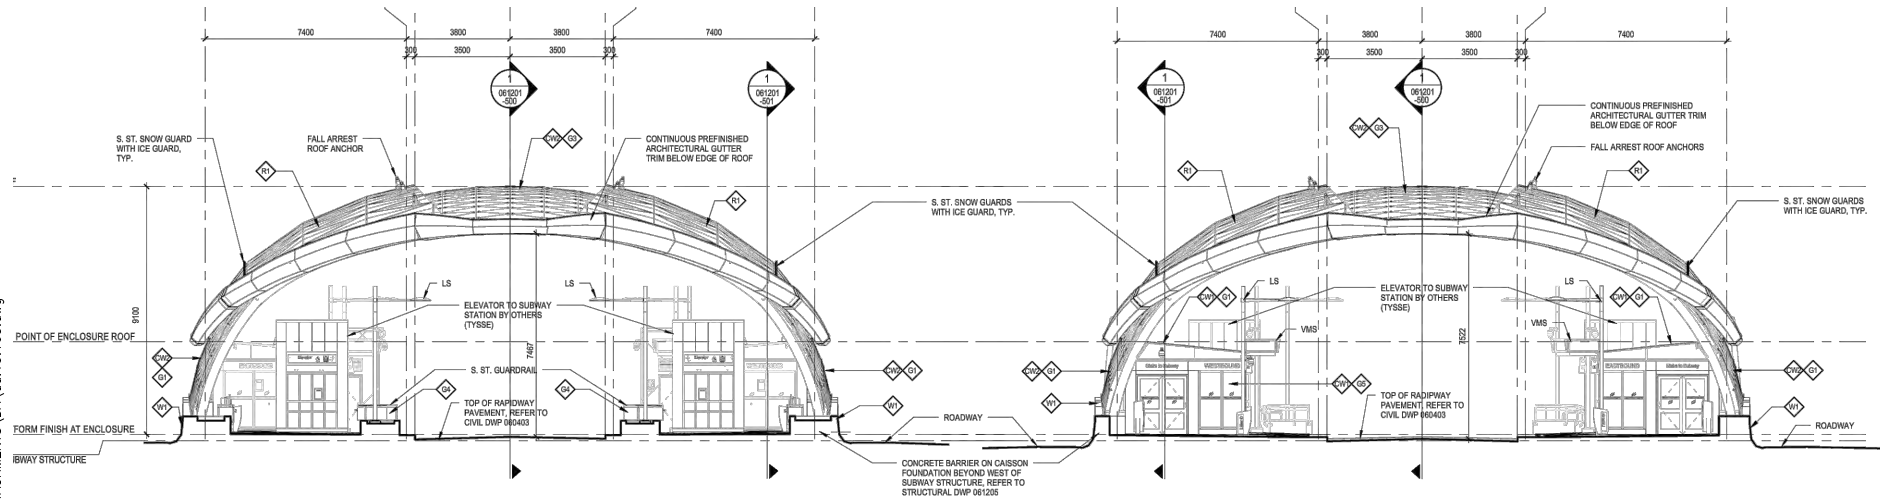 7400
3800
3800
7400
300
3500
3500
300
1
061201
-500
1
061201
-501
S. ST. SNOW GUARD
WITH ICE GUARD,
TYP.
FALL ARREST
ROOF ANCHOR
CW2
G3
CONTINUOUS PREFINISHED
ARCHITECTURAL GUTTER
TRIM BELOW EDGE OF ROOF
R1
R1
S. ST. SNOW GUARDS
WITH ICE GUARD, TYP.
9100
LS
LS
ELEVATOR TO SUBWAY
STATION BY OTHERS
(TYSSE)
7467
POINT OF ENCLOSURE ROOF
CW2
G1
W1
Elevator
Elevator
S. ST. GUARDRAIL
G4
G4
TOP OF RAPIDWAY
PAVEMENT, REFER TO
CIVIL DWP 060403
CW2
G1
W1
FORM FINISH AT ENCLOSURE
IBWAY STRUCTURE
ROADWAY
CONCRETE BARRIER ON CAISSON
FOUNDATION BEYOND WEST OF
SUBWAY STRUCTURE, REFER TO
STRUCTURAL DWP 061205
7400
3800
3800
7400
300
3500
3500
300
1
061201
-501
1
061201
-500
CW2
G3
CONTINUOUS PREFINISHED
ARCHITECTURAL GUTTER TRIM
BELOW EDGE OF ROOF
FALL ARREST ROOF ANCHORS
R1
R1
S. ST. SNOW GUARDS
WITH ICE GUARD, TYP.
LS
LS
CW1
G1
ELEVATOR TO SUBWAY
STATION BY OTHERS
(TYSSE)
CW1
G1
VMS
VMS
7522
WESTBOUND
EASTBOUND
CW2
G1
W1
CW1
G5
TOP OF RADIPWAY
PAVEMENT, REFER TO
CIVIL DWP 060403
CW2
G1
W1
ROADWAY